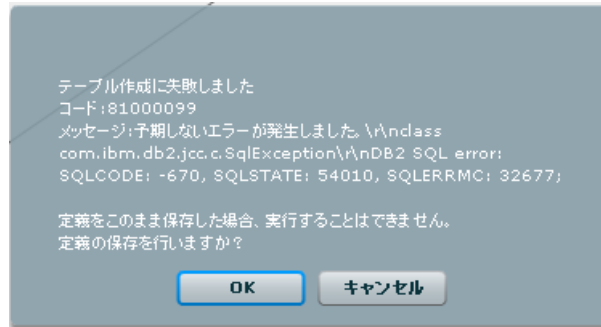 テーブル作成に失敗しました
コード:81000099
メッセージ:予期しないエラーが発生しました。\r\nclass
com.ibm.db2.jcc.c.SqlException\r\nDB2 SQL error:
SQLCODE: -670, SQLSTATE: 54010, SQLERRMC: 32677;
定義をこのまま保存した場合、実行することはできません。
定義の保存を行いますか？
OK
キャンセル